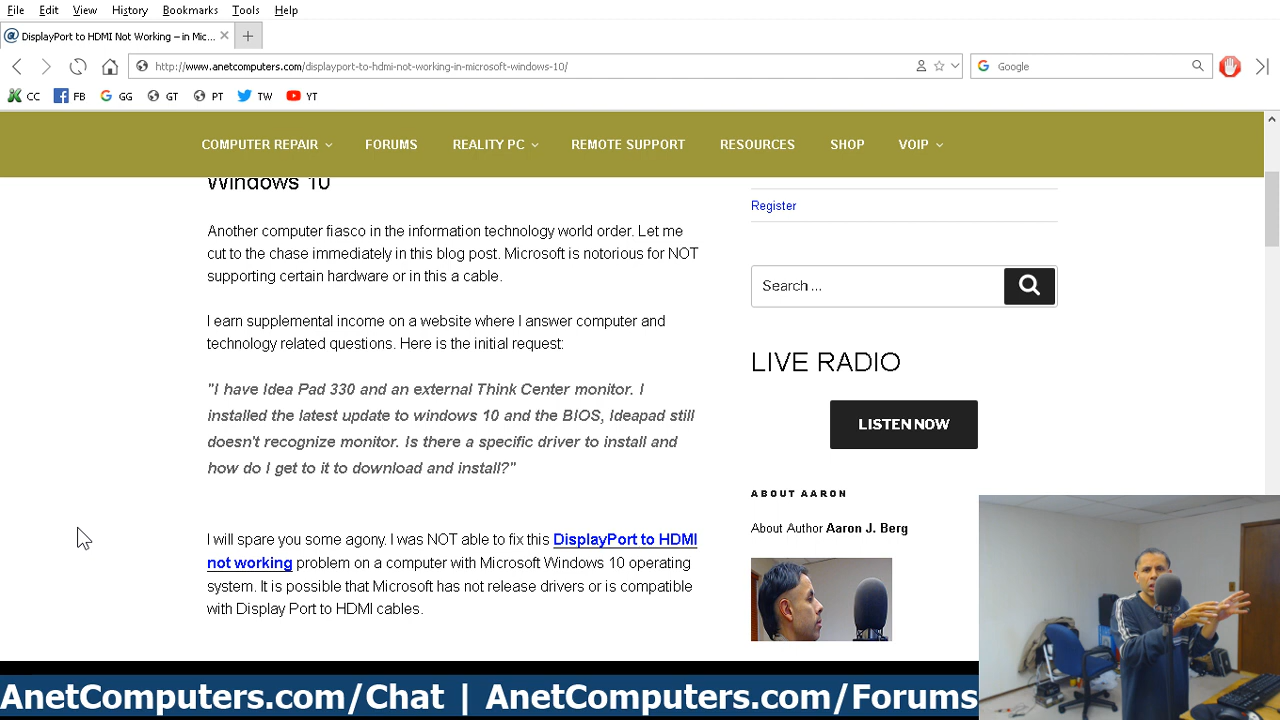 File Edit View History Bookmarks Tools Help
DisplayPort to HDMI Not Working – in Mic...
http://www.anetcomputers.com/displayport-to-hdmi-not-working-in-microsoft-windows-10/
Google
CC FB GG GT PT TW YT
COMPUTER REPAIR FORUMS REALITY PC REMOTE SUPPORT RESOURCES SHOP VOIP
Windows 10
Another computer fiasco in the information technology world order. Let me
cut to the chase immediately in this blog post. Microsoft is notorious for NOT
supporting certain hardware or in this a cable.
I earn supplemental income on a website where I answer computer and
technology related questions. Here is the initial request:
"I have Idea Pad 330 and an external Think Center monitor. I
installed the latest update to windows 10 and the BIOS, Ideapad still
doesn't recognize monitor. Is there a specific driver to install and
how do I get to it to download and install?"
I will spare you some agony. I was NOT able to fix this DisplayPort to HDMI
not working problem on a computer with Microsoft Windows 10 operating
system. It is possible that Microsoft has not release drivers or is compatible
with Display Port to HDMI cables.
Register
Search ...
LIVE RADIO
LISTEN NOW
ABOUT AARON
About Author Aaron J. Berg
AnetComputers.com/Chat | AnetComputers.com/Forums